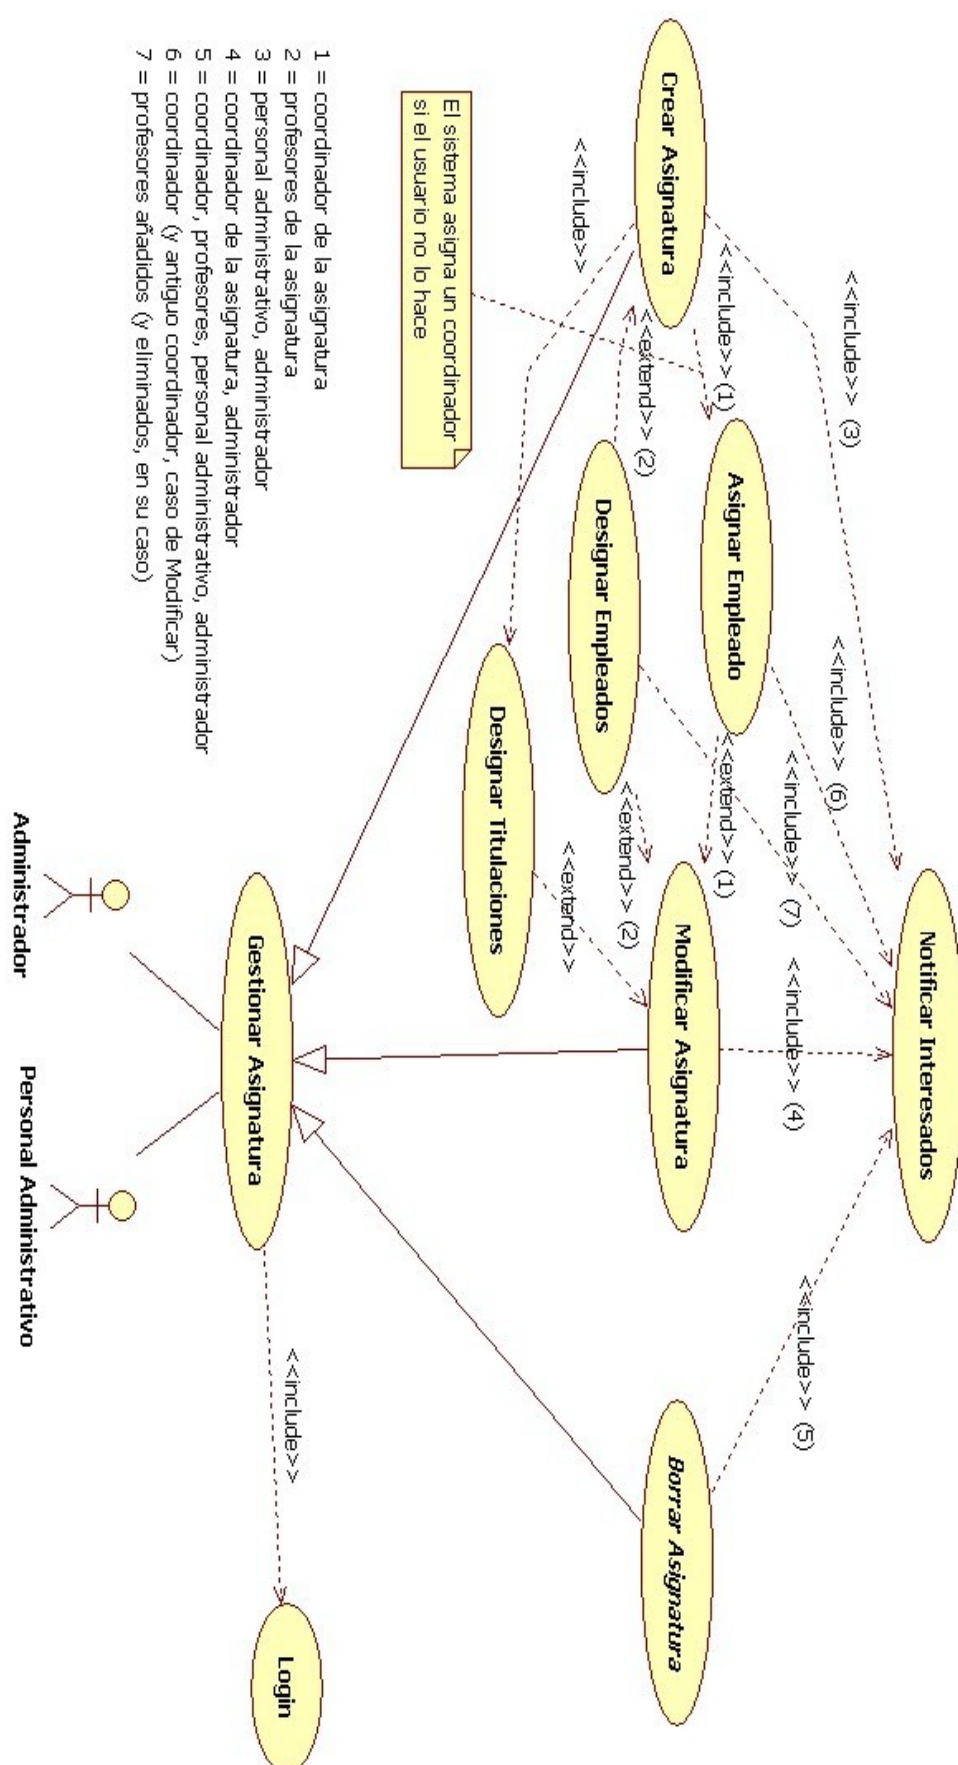 Notificar Interesados
<<include>> (3)
<<include>> (6)
<<include>> (7)
<<include>> (4)
<<include>> (5)
Crear Asignatura
<<include>> (1)
Asignar Empleado
<<extend>> (1)
Modificar Asignatura
Borrar Asignatura
<<extend>> (2)
Designar Empleados
<<extend>> (2)
<<include>>
Designar Titulaciones
<<extend>>
El sistema asigna un coordinador
si el usuario no lo hace
1 = coordinador de la asignatura
2 = profesores de la asignatura
3 = personal administrativo, administrador
4 = coordinador de la asignatura, administrador
5 = coordinador, profesores, personal administrativo, administrador
6 = coordinador (y antiguo coordinador, caso de Modificar)
7 = profesores añadidos (y eliminados, en su caso)
Gestionar Asignatura
<<include>>
Login
Administrador
Personal Administrativo